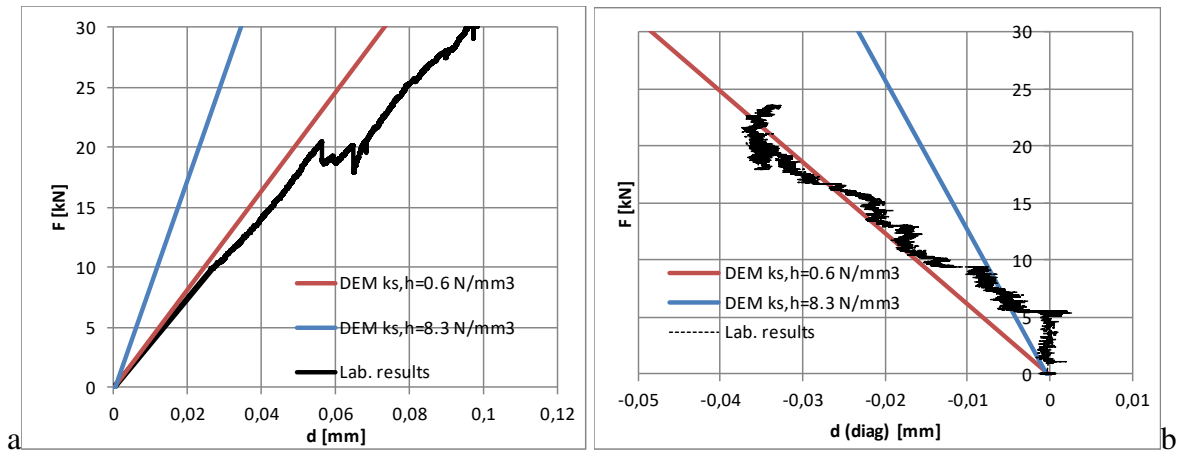 30
25
20
15
10
5
0
F [kN]
DEM ks,h=0.6 N/mm3
DEM ks,h=8.3 N/mm3
Lab. results
0 0,02 0,04 0,06 0,08 0,1 0,12
d [mm]
a
F [kN]
30
25
20
15
10
5
0
DEM ks,h=0.6 N/mm3
DEM ks,h=8.3 N/mm3
Lab. results
-0,05 -0,04 -0,03 -0,02 -0,01 0 0,01
d (diag) [mm]
b